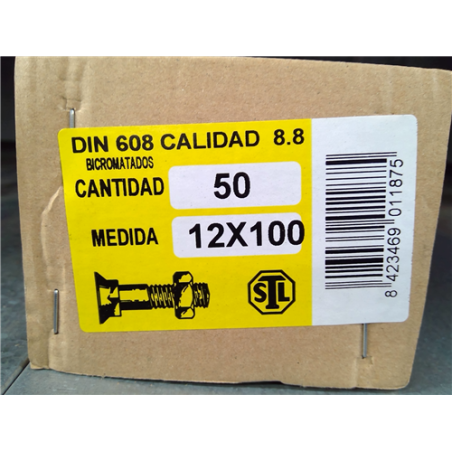 DIN 608 CALIDAD 8.8
BICROMATADOS
CANTIDAD 50
MEDIDA 12X100
STL
8 423469 011875